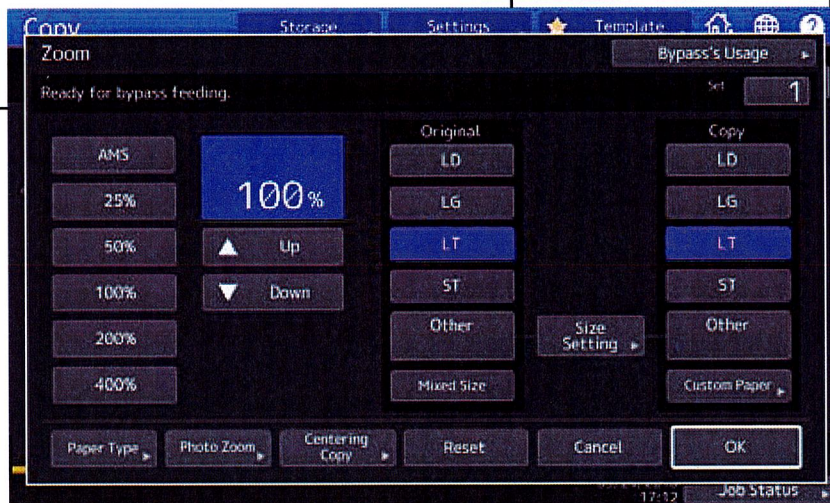 Copy Storage Settings Template ?
Zoom Bypass's Usage
Ready for bypass feeding. Set 1
Original Copy
AMS LD LD
25% 100% LG LG
50% Up LT LT
100% Down ST ST
200% Other Size Setting Other
400% Mixed Size Custom Paper
Paper Type Photo Zoom Centering Copy Reset Cancel OK
17:12 Job Status